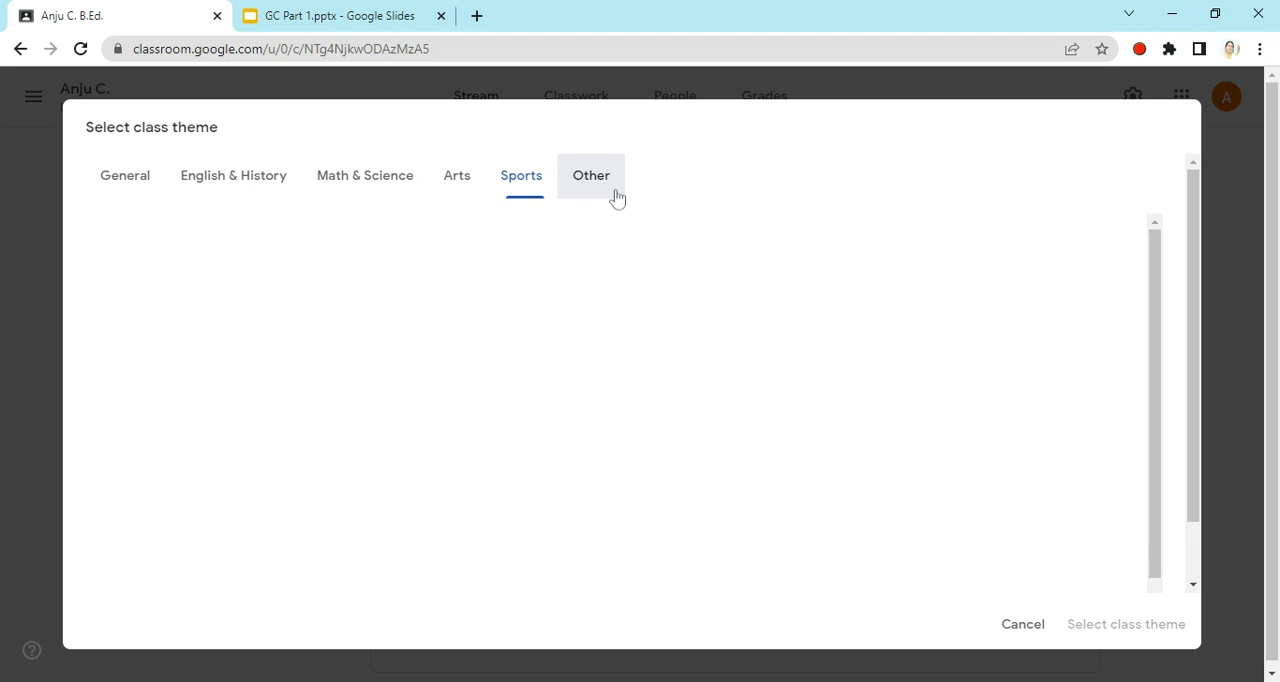 Anju C. B.Ed.
GC Part 1.pptx - Google Slides
classroom.google.com/u/0/c/NTg4NjkwODAzMzA5
Anju C.
Stream
Classwork
People
Grades
A
Select class theme
General
English & History
Math & Science
Arts
Sports
Other
Cancel
Select class theme